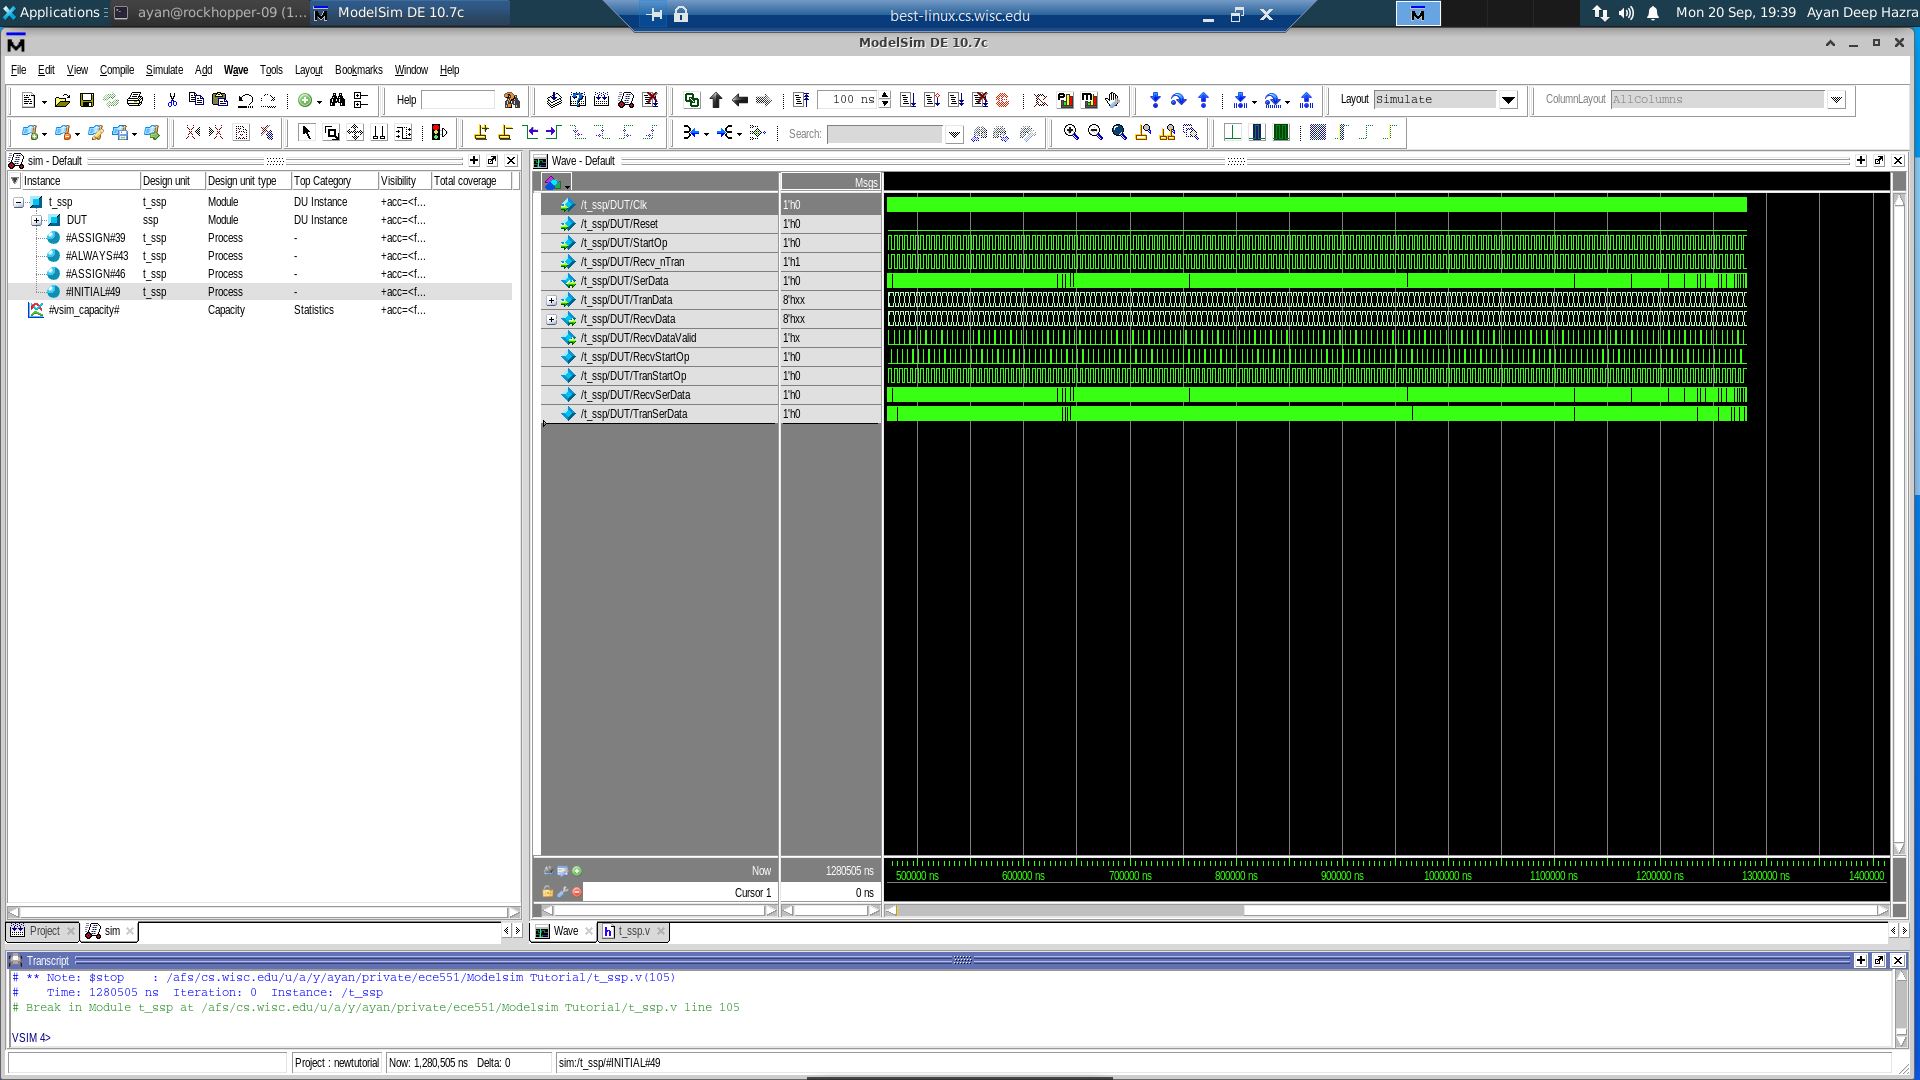 Applications
ayan@rockhopper-09 (1...
ModelSim DE 10.7c
best-linux.cs.wisc.edu
Mon 20 Sep, 19:39
Ayan Deep Hazra
ModelSim DE 10.7c
File Edit View Compile Simulate Add Wave Tools Layout Bookmarks Window Help
Help
100 ns
Layout Simulate
ColumnLayout AllColumns
Search:
sim - Default
Instance Design unit Design unit type Top Category Visibility Total coverage
t_ssp t_ssp Module DU Instance +acc=<f...
DUT ssp Module DU Instance +acc=<f...
#ASSIGN#39 t_ssp Process - +acc=<f...
#ALWAYS#43 t_ssp Process - +acc=<f...
#ASSIGN#46 t_ssp Process - +acc=<f...
#INITIAL#49 t_ssp Process - +acc=<f...
#vsim_capacity# Capacity Statistics +acc=<f...
Wave - Default
Msgs
/t_ssp/DUT/Clk 1'h0
/t_ssp/DUT/Reset 1'h0
/t_ssp/DUT/StartOp 1'h0
/t_ssp/DUT/Recv_nTran 1'h1
/t_ssp/DUT/SerData 1'h0
/t_ssp/DUT/TranData 8'hxx
/t_ssp/DUT/RecvData 8'hxx
/t_ssp/DUT/RecvDataValid 1'hx
/t_ssp/DUT/RecvStartOp 1'h0
/t_ssp/DUT/TranStartOp 1'h0
/t_ssp/DUT/RecvSerData 1'h0
/t_ssp/DUT/TranSerData 1'h0
Now 1280505 ns
500000 ns 600000 ns 700000 ns 800000 ns 900000 ns 1000000 ns 1100000 ns 1200000 ns 1300000 ns 1400000
Cursor 1 0 ns
Project sim
Wave t_ssp.v
Transcript
# ** Note: $stop    : /afs/cs.wisc.edu/u/a/y/ayan/private/ece551/Modelsim Tutorial/t_ssp.v(105)
#    Time: 1280505 ns  Iteration: 0  Instance: /t_ssp
# Break in Module t_ssp at /afs/cs.wisc.edu/u/a/y/ayan/private/ece551/Modelsim Tutorial/t_ssp.v line 105
VSIM 4>
Project : newtutorial Now: 1,280,505 ns Delta: 0 sim:/t_ssp/#INITIAL#49